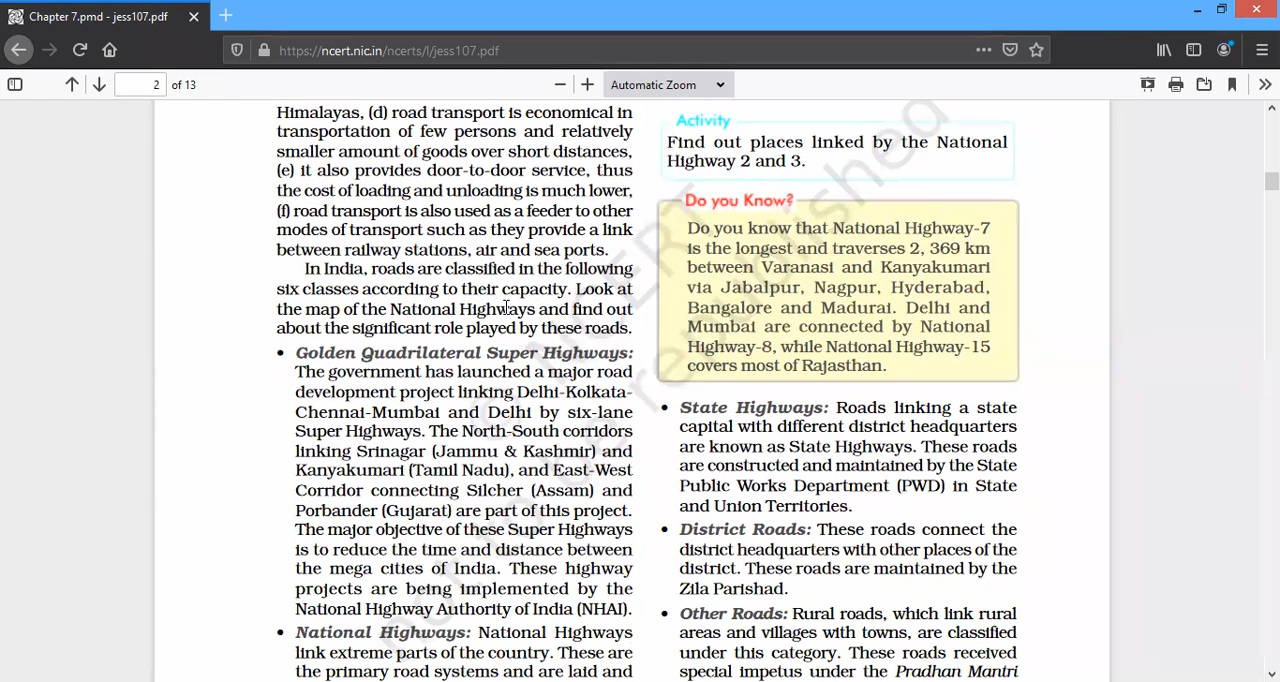 Chapter 7.pmd - jess107.pdf
https://ncert.nic.in/ncerts/l/jess107.pdf
2 of 13
Automatic Zoom
Himalayas, (d) road transport is economical in
transportation of few persons and relatively
smaller amount of goods over short distances,
(e) it also provides door-to-door service, thus
the cost of loading and unloading is much lower,
(f) road transport is also used as a feeder to other
modes of transport such as they provide a link
between railway stations, air and sea ports.
In India, roads are classified in the following
six classes according to their capacity. Look at
the map of the National Highways and find out
about the significant role played by these roads.
• Golden Quadrilateral Super Highways:
The government has launched a major road
development project linking Delhi-Kolkata-
Chennai-Mumbai and Delhi by six-lane
Super Highways. The North-South corridors
linking Srinagar (Jammu & Kashmir) and
Kanyakumari (Tamil Nadu), and East-West
Corridor connecting Silcher (Assam) and
Porbander (Gujarat) are part of this project.
The major objective of these Super Highways
is to reduce the time and distance between
the mega cities of India. These highway
projects are being implemented by the
National Highway Authority of India (NHAI).
• National Highways: National Highways
link extreme parts of the country. These are
the primary road systems and are laid and
Activity
Find out places linked by the National
Highway 2 and 3.
Do you Know?
Do you know that National Highway-7
is the longest and traverses 2, 369 km
between Varanasi and Kanyakumari
via Jabalpur, Nagpur, Hyderabad,
Bangalore and Madurai. Delhi and
Mumbai are connected by National
Highway-8, while National Highway-15
covers most of Rajasthan.
• State Highways: Roads linking a state
capital with different district headquarters
are known as State Highways. These roads
are constructed and maintained by the State
Public Works Department (PWD) in State
and Union Territories.
• District Roads: These roads connect the
district headquarters with other places of the
district. These roads are maintained by the
Zila Parishad.
• Other Roads: Rural roads, which link rural
areas and villages with towns, are classified
under this category. These roads received
special impetus under the Pradhan Mantri
© NCERT
not to be republished